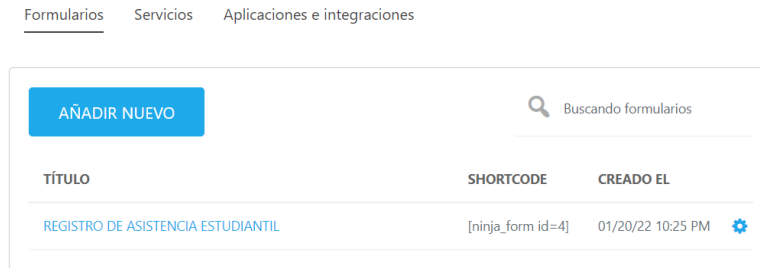 Formularios Servicios Aplicaciones e integraciones
AÑADIR NUEVO Buscando formularios
TÍTULO SHORTCODE CREADO EL
REGISTRO DE ASISTENCIA ESTUDIANTIL [ninja_form id=4] 01/20/22 10:25 PM